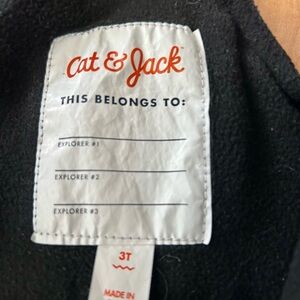 Cat & Jack
THIS BELONGS TO:
EXPLORER #1
EXPLORER #2
EXPLORER #3
3T
MADE IN